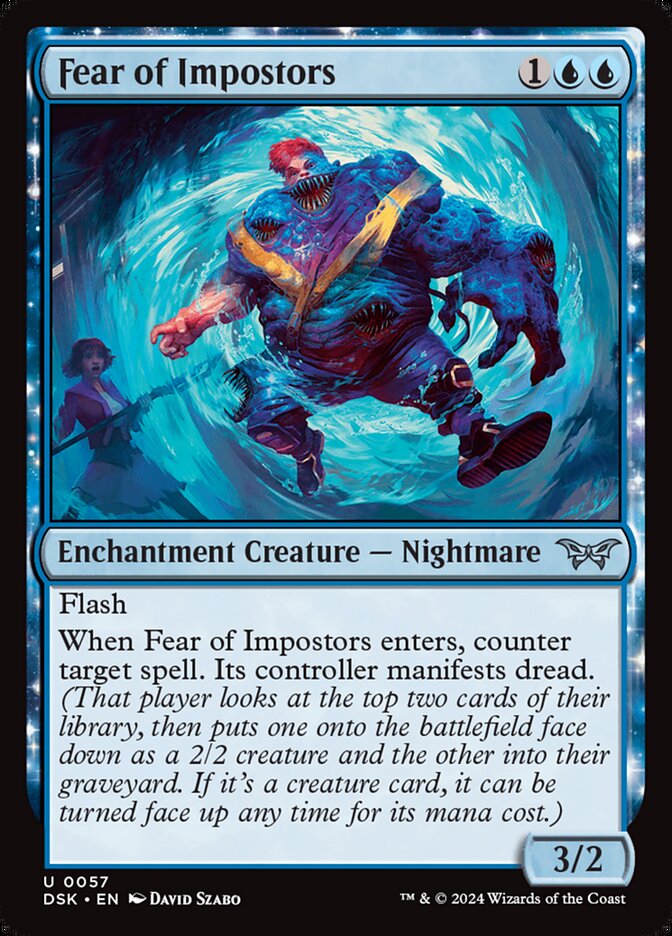 Fear of Impostors 1
Enchantment Creature — Nightmare
Flash
When Fear of Impostors enters, counter
target spell. Its controller manifests dread.
(That player looks at the top two cards of their
library, then puts one onto the battlefield face
down as a 2/2 creature and the other into their
graveyard. If it's a creature card, it can be
turned face up any time for its mana cost.)
3/2
U 0057
DSK • EN David Szabo ™ & © 2024 Wizards of the Coast